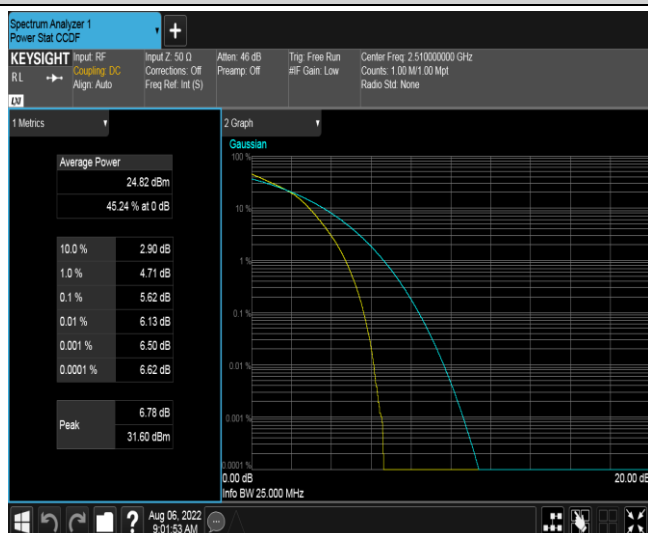 Spectrum Analyzer 1
Power Stat CCDF
KEYSIGHT
RL
LXI
Input: RF
Coupling: DC
Align: Auto
Input Z: 50 Ω
Corrections: Off
Freq Ref: Int (S)
Atten: 46 dB
Preamp: Off
Trig: Free Run
#IF Gain: Low
Center Freq: 2.510000000 GHz
Counts: 1.00 M/1.00 Mpt
Radio Std: None
1 Metrics
Average Power
24.82 dBm
45.24 % at 0 dB
10.0 % 2.90 dB
1.0 % 4.71 dB
0.1 % 5.62 dB
0.01 % 6.13 dB
0.001 % 6.50 dB
0.0001 % 6.62 dB
Peak
6.78 dB
31.60 dBm
2 Graph
Gaussian
100 %
10 %
1 %
0.1 %
0.01 %
0.001 %
0.0001 %
0.00 dB
20.00 dB
Info BW 25.000 MHz
?
Aug 06, 2022
9:01:53 AM